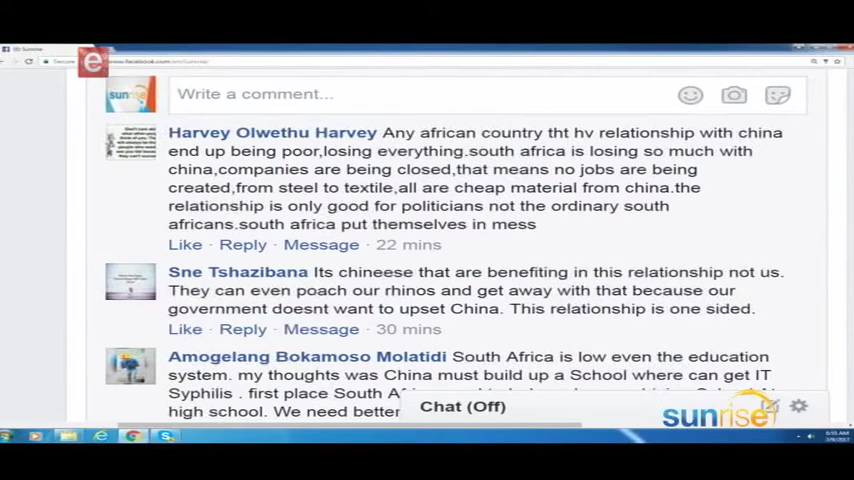 Secure
www.facebook.com/
e
sunrise
Write a comment...
Harvey Olwethu Harvey Any african country tht hv relationship with china
end up being poor,losing everything.south africa is losing so much with
china,companies are being closed,that means no jobs are being
created,from steel to textile,all are cheap material from china.the
relationship is only good for politicians not the ordinary south
africans.south africa put themselves in mess
Like · Reply · Message · 22 mins
Sne Tshazibana Its chineese that are benefiting in this relationship not us.
They can even poach our rhinos and get away with that because our
government doesnt want to upset China. This relationship is one sided.
Like · Reply · Message · 30 mins
Amogelang Bokamoso Molatidi South Africa is low even the education
system. my thoughts was China must build up a School where can get IT
Syphilis . first place South
high school. We need better
Chat (Off)
sunrise